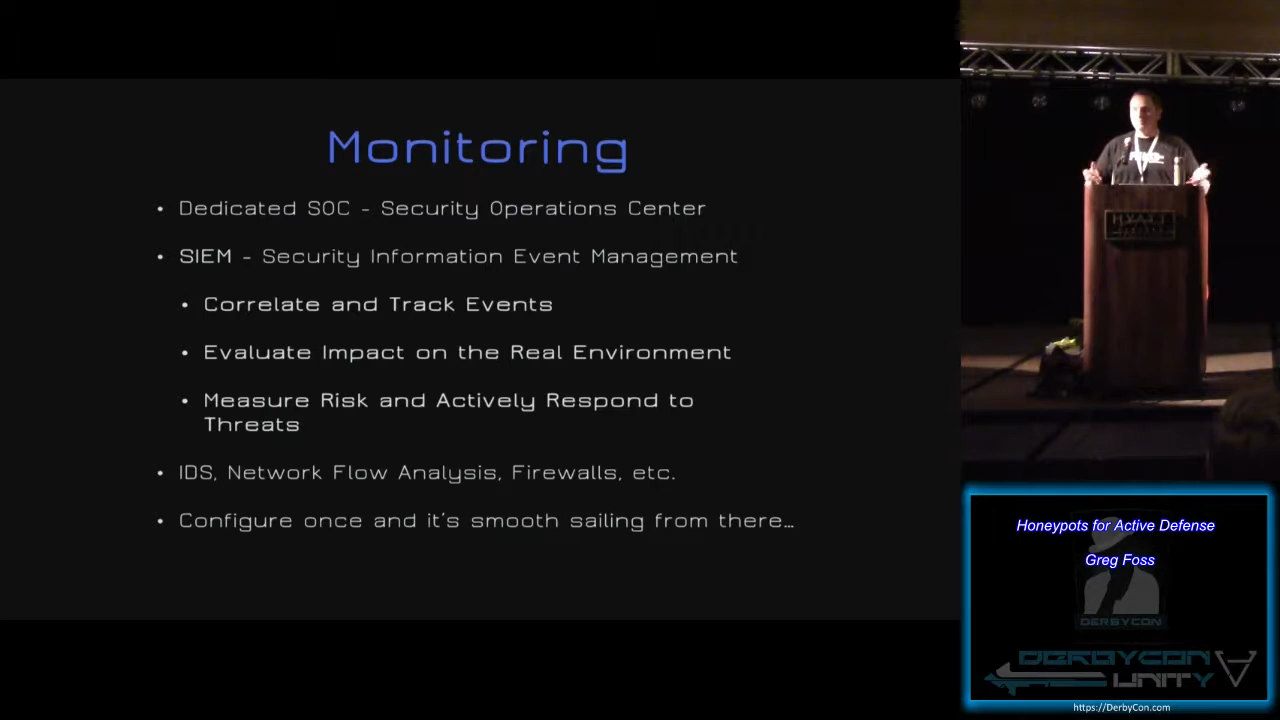 Monitoring
• Dedicated SOC – Security Operations Center
• SIEM – Security Information Event Management
• Correlate and Track Events
• Evaluate Impact on the Real Environment
• Measure Risk and Actively Respond to
Threats
• IDS, Network Flow Analysis, Firewalls, etc.
• Configure once and it's smooth sailing from there…
HYATT
Honeypots for Active Defense
Greg Foss
DERBYCON
DERBYCON
UNITY
https://DerbyCon.com